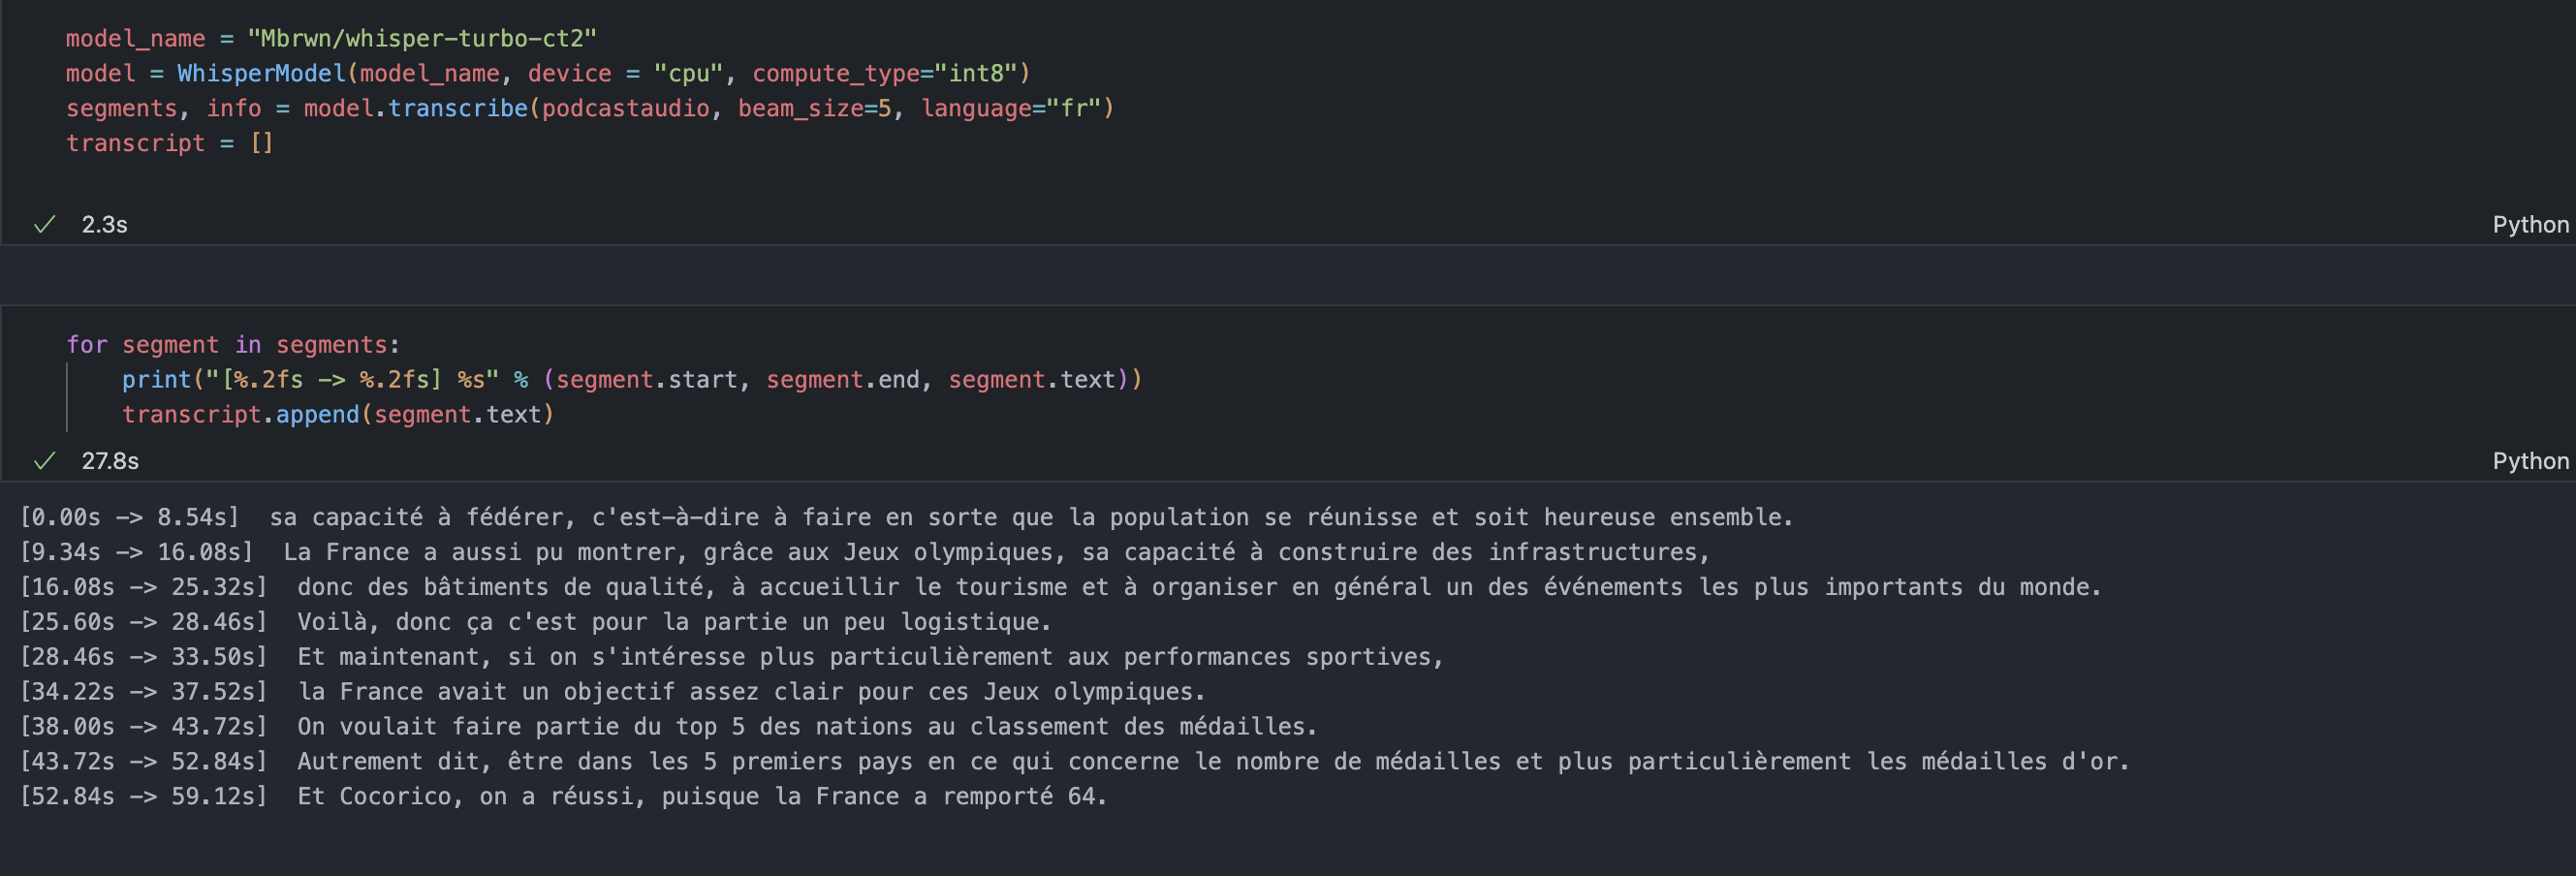 model_name = "Mbrwn/whisper-turbo-ct2"
model = WhisperModel(model_name, device = "cpu", compute_type="int8")
segments, info = model.transcribe(podcastaudio, beam_size=5, language="fr")
transcript = []
✓ 2.3s Python
for segment in segments:
    print("[%.2fs -> %.2fs] %s" % (segment.start, segment.end, segment.text))
    transcript.append(segment.text)
✓ 27.8s Python
[0.00s -> 8.54s]  sa capacité à fédérer, c'est-à-dire à faire en sorte que la population se réunisse et soit heureuse ensemble.
[9.34s -> 16.08s]  La France a aussi pu montrer, grâce aux Jeux olympiques, sa capacité à construire des infrastructures,
[16.08s -> 25.32s]  donc des bâtiments de qualité, à accueillir le tourisme et à organiser en général un des événements les plus importants du monde.
[25.60s -> 28.46s]  Voilà, donc ça c'est pour la partie un peu logistique.
[28.46s -> 33.50s]  Et maintenant, si on s'intéresse plus particulièrement aux performances sportives,
[34.22s -> 37.52s]  la France avait un objectif assez clair pour ces Jeux olympiques.
[38.00s -> 43.72s]  On voulait faire partie du top 5 des nations au classement des médailles.
[43.72s -> 52.84s]  Autrement dit, être dans les 5 premiers pays en ce qui concerne le nombre de médailles et plus particulièrement les médailles d'or.
[52.84s -> 59.12s]  Et Cocorico, on a réussi, puisque la France a remporté 64.